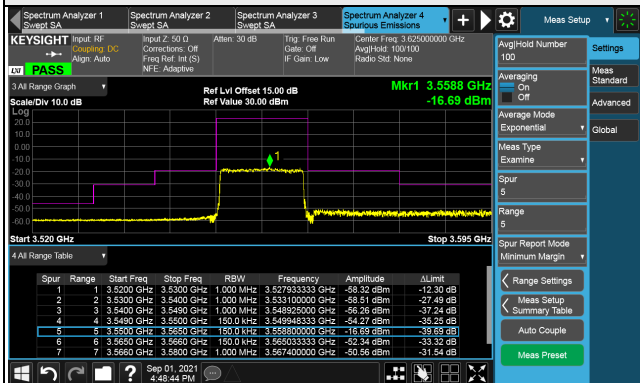 Spectrum Analyzer 1
Swept SA
Spectrum Analyzer 2
Swept SA
Spectrum Analyzer 3
Swept SA
Spectrum Analyzer 4
Spurious Emissions
Meas Setup
KEYSIGHT
Input: RF
Coupling: DC
Align: Auto
Input Z: 50 Ω
Corrections: Off
Freq Ref: Int (S)
NFE: Adaptive
Atten: 30 dB
Trig: Free Run
Gate: Off
IF Gain: Low
Center Freq: 3.625000000 GHz
Avg|Hold: 100/100
Radio Std: None
LXI PASS
3 All Range Graph
Scale/Div 10.0 dB
Ref Lvl Offset 15.00 dB
Ref Value 30.00 dBm
Mkr1 3.5588 GHz
-16.69 dBm
Log
20.0
10.0
0.00
-10.0
-20.0
-30.0
-40.0
-50.0
-60.0
1
Start 3.520 GHz
Stop 3.595 GHz
4 All Range Table
Spur Range Start Freq Stop Freq RBW Frequency Amplitude ΔLimit
1 1 3.5200 GHz 3.5300 GHz 1.000 MHz 3.527933333 GHz -58.32 dBm -12.30 dB
2 2 3.5300 GHz 3.5400 GHz 1.000 MHz 3.533100000 GHz -58.51 dBm -27.49 dB
3 3 3.5400 GHz 3.5490 GHz 1.000 MHz 3.548925000 GHz -56.26 dBm -37.24 dB
4 4 3.5490 GHz 3.5500 GHz 150.0 kHz 3.549948333 GHz -54.27 dBm -35.25 dB
5 5 3.5500 GHz 3.5650 GHz 150.0 kHz 3.558800000 GHz -16.69 dBm -39.69 dB
6 6 3.5650 GHz 3.5660 GHz 150.0 kHz 3.565033333 GHz -52.34 dBm -33.32 dB
7 7 3.5660 GHz 3.5800 GHz 1.000 MHz 3.567400000 GHz -50.56 dBm -31.54 dB
Avg|Hold Number
100
Averaging
On
Off
Average Mode
Exponential
Meas Type
Examine
Spur
5
Range
5
Spur Report Mode
Minimum Margin
Range Settings
Meas Setup
Summary Table
Auto Couple
Meas Preset
Settings
Meas
Standard
Advanced
Global
Sep 01, 2021
4:48:44 PM